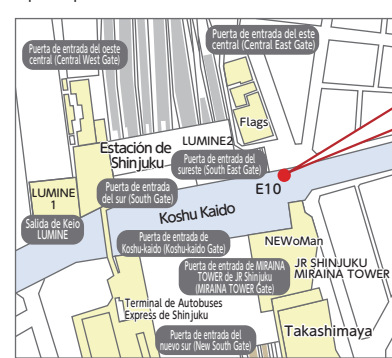 Puerta de entrada del oeste
central (Central West Gate)
Puerta de entrada del este
central (Central East Gate)
Flags
Estación de
Shinjuku
LUMINE2
Puerta de entrada del
sureste (South East Gate)
E10
LUMINE
1
Puerta de entrada
del sur (South Gate)
Salida de Keio
LUMINE
Koshu Kaido
Puerta de entrada de
Koshu-kaido (Koshu-kaido Gate)
NEWoMan
Puerta de entrada de MIRAINA
TOWER de JR Shinjuku
(MIRAINA TOWER Gate)
JR SHINJUKU
MIRAINA TOWER
Terminal de Autobuses
Express de Shinjuku
Puerta de entrada del
nuevo sur (New South Gate)
Takashimaya